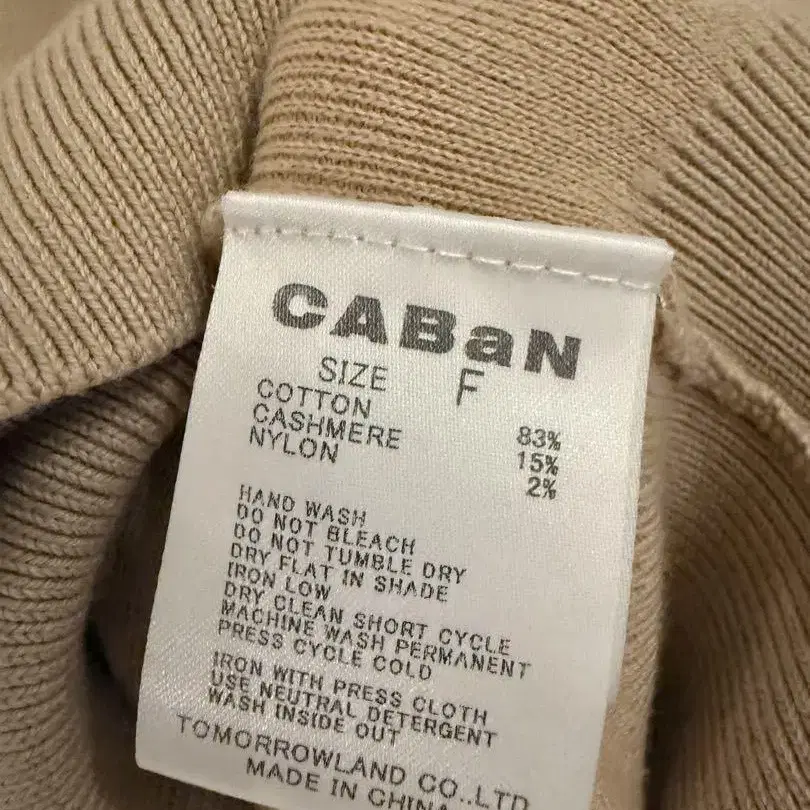 CABaN
SIZE F
COTTON 83%
CASHMERE 15%
NYLON 2%
HAND WASH
DO NOT BLEACH
DO NOT TUMBLE DRY
DRY FLAT IN SHADE
IRON LOW
DRY CLEAN SHORT CYCLE
MACHINE WASH PERMANENT
PRESS CYCLE COLD
IRON WITH PRESS CLOTH
USE NEUTRAL DETERGENT
WASH INSIDE OUT
TOMORROWLAND CO.,LTD
MADE IN CHINA